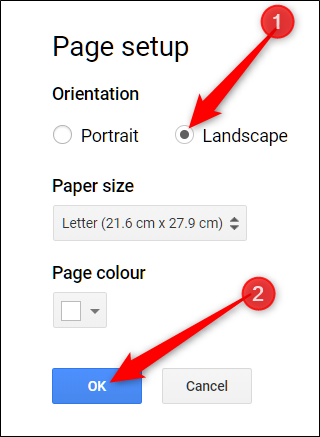 1
Page setup
Orientation
Portrait Landscape
Paper size
Letter (21.6 cm x 27.9 cm)
Page colour
2
OK Cancel